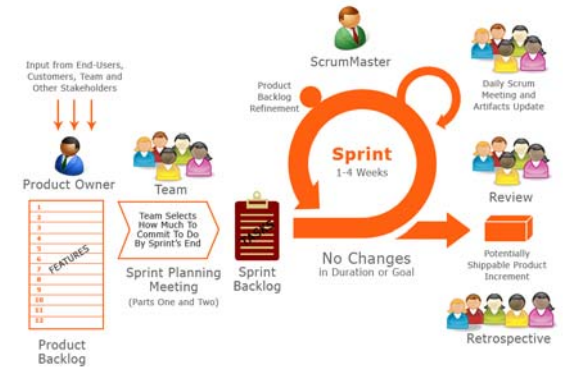 Input from End-Users,
Customers, Team and
Other Stakeholders
Product Owner
1
2
3
4
5
6
7
8
9
10
11
12
FEATURES
Product
Backlog
Team
Team Selects
How Much To
Commit To Do
By Sprint's End
Sprint Planning
Meeting
(Parts One and Two)
Sprint
Backlog
ScrumMaster
Product
Backlog
Refinement
Sprint
1-4 Weeks
No Changes
in Duration or Goal
Daily Scrum
Meeting and
Artifacts Update
Review
Potentially
Shippable Product
Increment
Retrospective